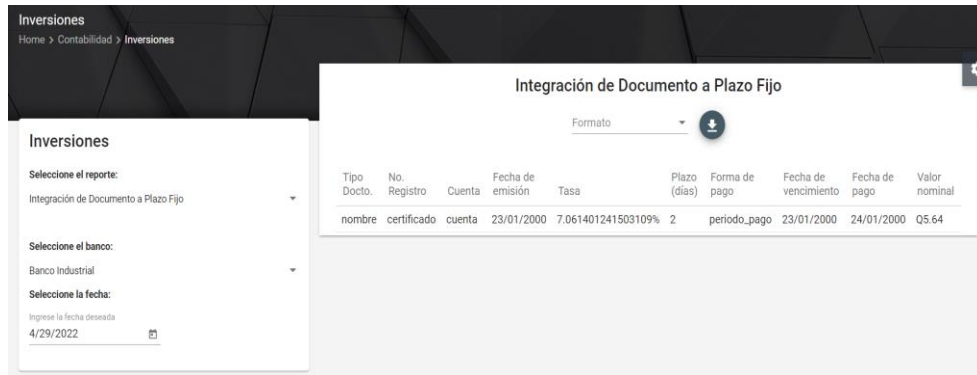 Inversiones
Home > Contabilidad > Inversiones
Inversiones
Seleccione el reporte:
Integración de Documento a Plazo Fijo
Seleccione el banco:
Banco Industrial
Seleccione la fecha:
Ingrese la fecha deseada
4/29/2022
Integración de Documento a Plazo Fijo
Formato
Tipo Docto. No. Registro Cuenta Fecha de emisión Tasa Plazo (días) Forma de pago Fecha de vencimiento Fecha de pago Valor nominal
nombre certificado cuenta 23/01/2000 7.061401241503109% 2 periodo_pago 23/01/2000 24/01/2000 Q5.64